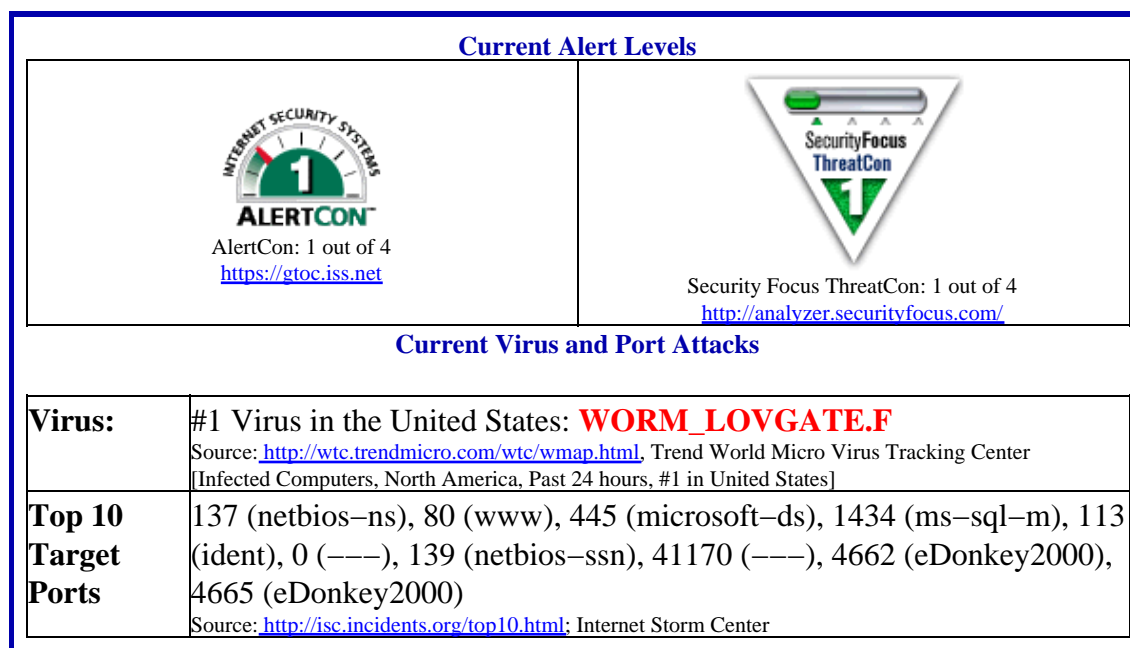 Current Alert Levels
INTERNET SECURITY SYSTEMS
1
ALERTCON™
AlertCon: 1 out of 4
https://gtoc.iss.net
SecurityFocus
ThreatCon
1
Security Focus ThreatCon: 1 out of 4
http://analyzer.securityfocus.com/
Current Virus and Port Attacks
Virus:
#1 Virus in the United States: WORM_LOVGATE.F
Source: http://wtc.trendmicro.com/wtc/wmap.html, Trend World Micro Virus Tracking Center
[Infected Computers, North America, Past 24 hours, #1 in United States]
Top 10
Target
Ports
137 (netbios−ns), 80 (www), 445 (microsoft−ds), 1434 (ms−sql−m), 113
(ident), 0 (−−−), 139 (netbios−ssn), 41170 (−−−), 4662 (eDonkey2000),
4665 (eDonkey2000)
Source: http://isc.incidents.org/top10.html; Internet Storm Center